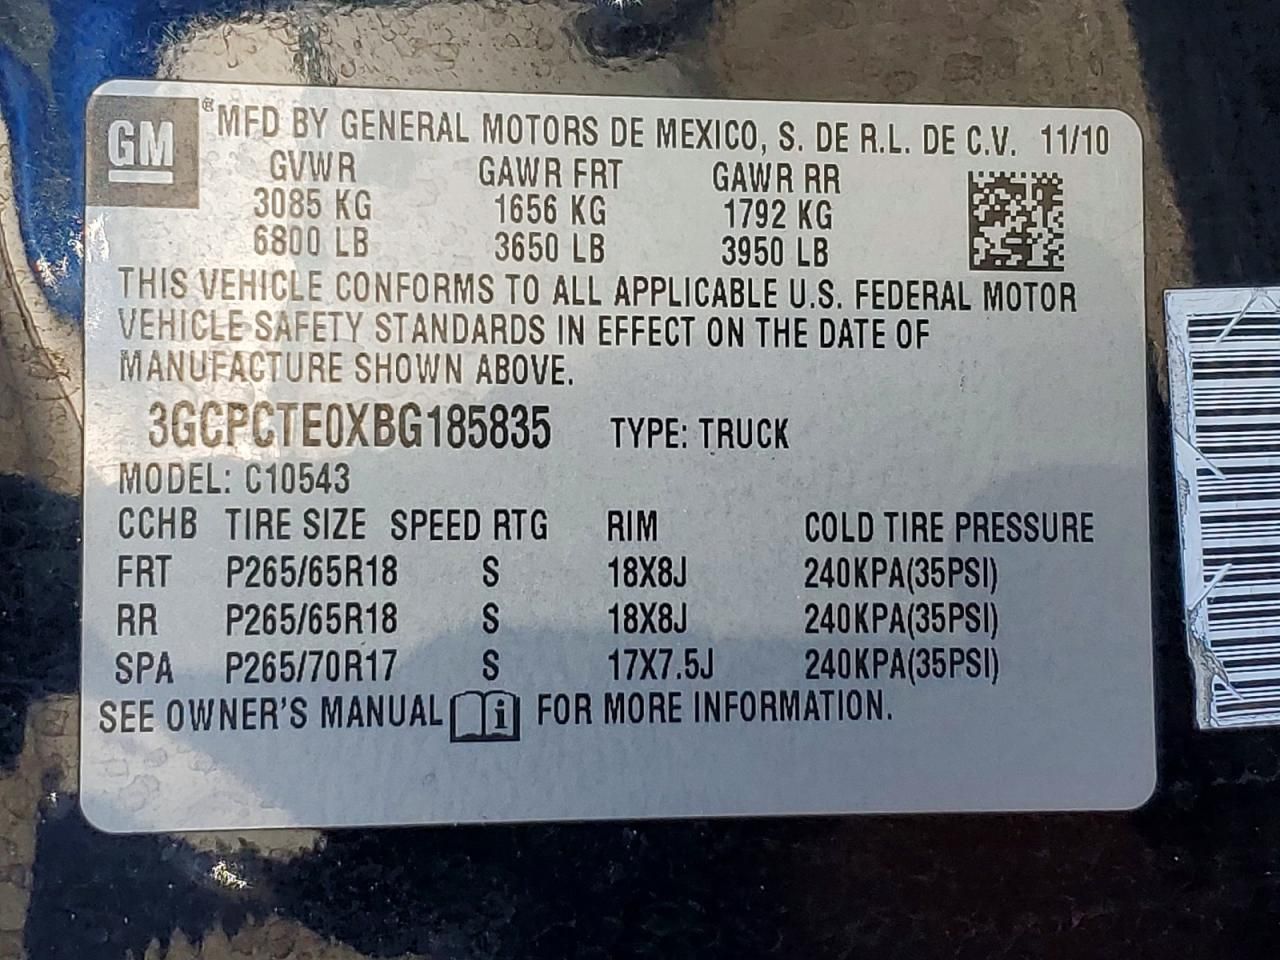 GM
® MFD BY GENERAL MOTORS DE MEXICO, S. DE R.L. DE C.V. 11/10
GVWR GAWR FRT GAWR RR
3085 KG 1656 KG 1792 KG
6800 LB 3650 LB 3950 LB
THIS VEHICLE CONFORMS TO ALL APPLICABLE U.S. FEDERAL MOTOR
VEHICLE SAFETY STANDARDS IN EFFECT ON THE DATE OF
MANUFACTURE SHOWN ABOVE.
3GCPCTE0XBG185835 TYPE: TRUCK
MODEL: C10543
CCHB TIRE SIZE SPEED RTG RIM COLD TIRE PRESSURE
FRT P265/65R18 S 18X8J 240KPA(35PSI)
RR P265/65R18 S 18X8J 240KPA(35PSI)
SPA P265/70R17 S 17X7.5J 240KPA(35PSI)
SEE OWNER'S MANUAL i FOR MORE INFORMATION.